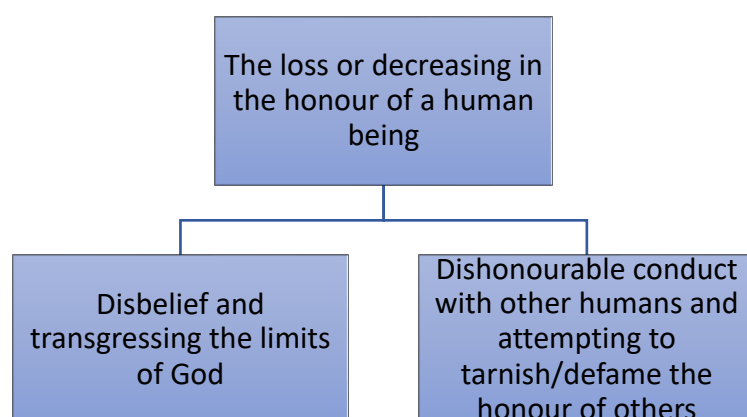 The loss or decreasing in
the honour of a human
being
Disbelief and
transgressing the limits
of God
Dishonourable conduct
with other humans and
attempting to
tarnish/defame the
honour of others